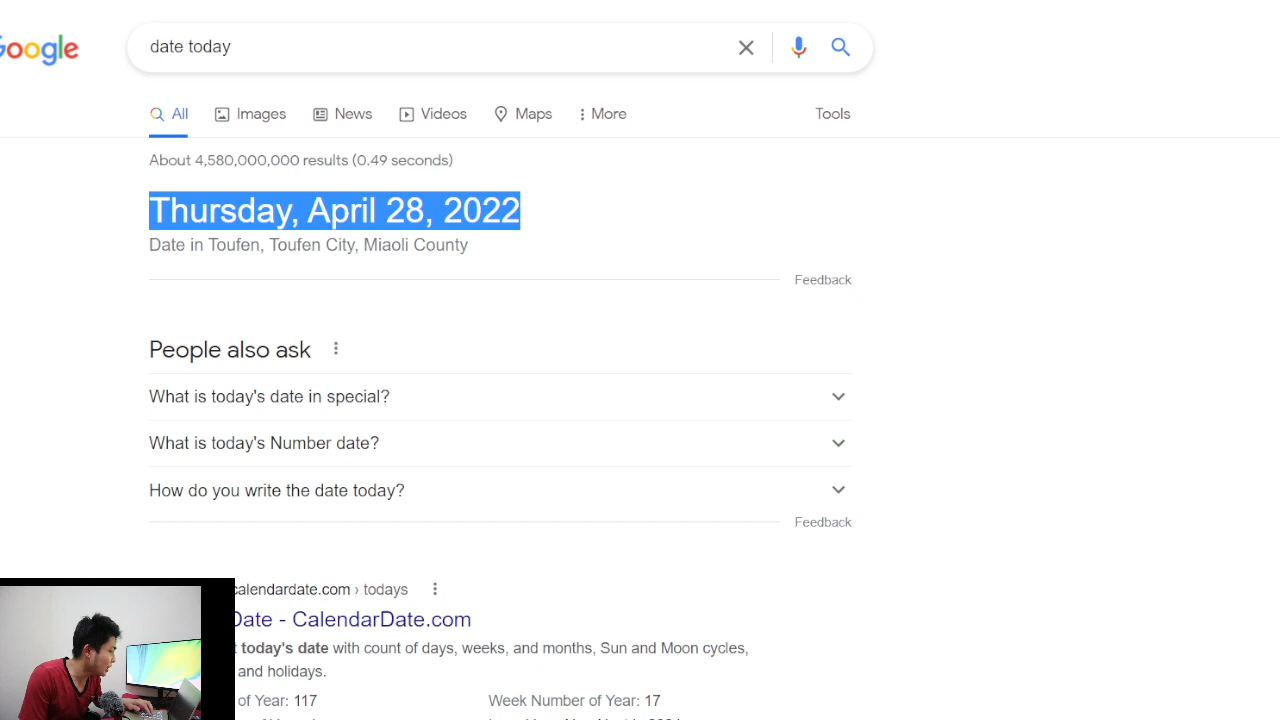 Google
date today
All Images News Videos Maps More Tools
About 4,580,000,000 results (0.49 seconds)
Thursday, April 28, 2022
Date in Toufen, Toufen City, Miaoli County
Feedback
People also ask
What is today's date in special?
What is today's Number date?
How do you write the date today?
Feedback
calendardate.com › todays
Date - CalendarDate.com
today's date with count of days, weeks, and months, Sun and Moon cycles,
and holidays.
of Year: 117 Week Number of Year: 17